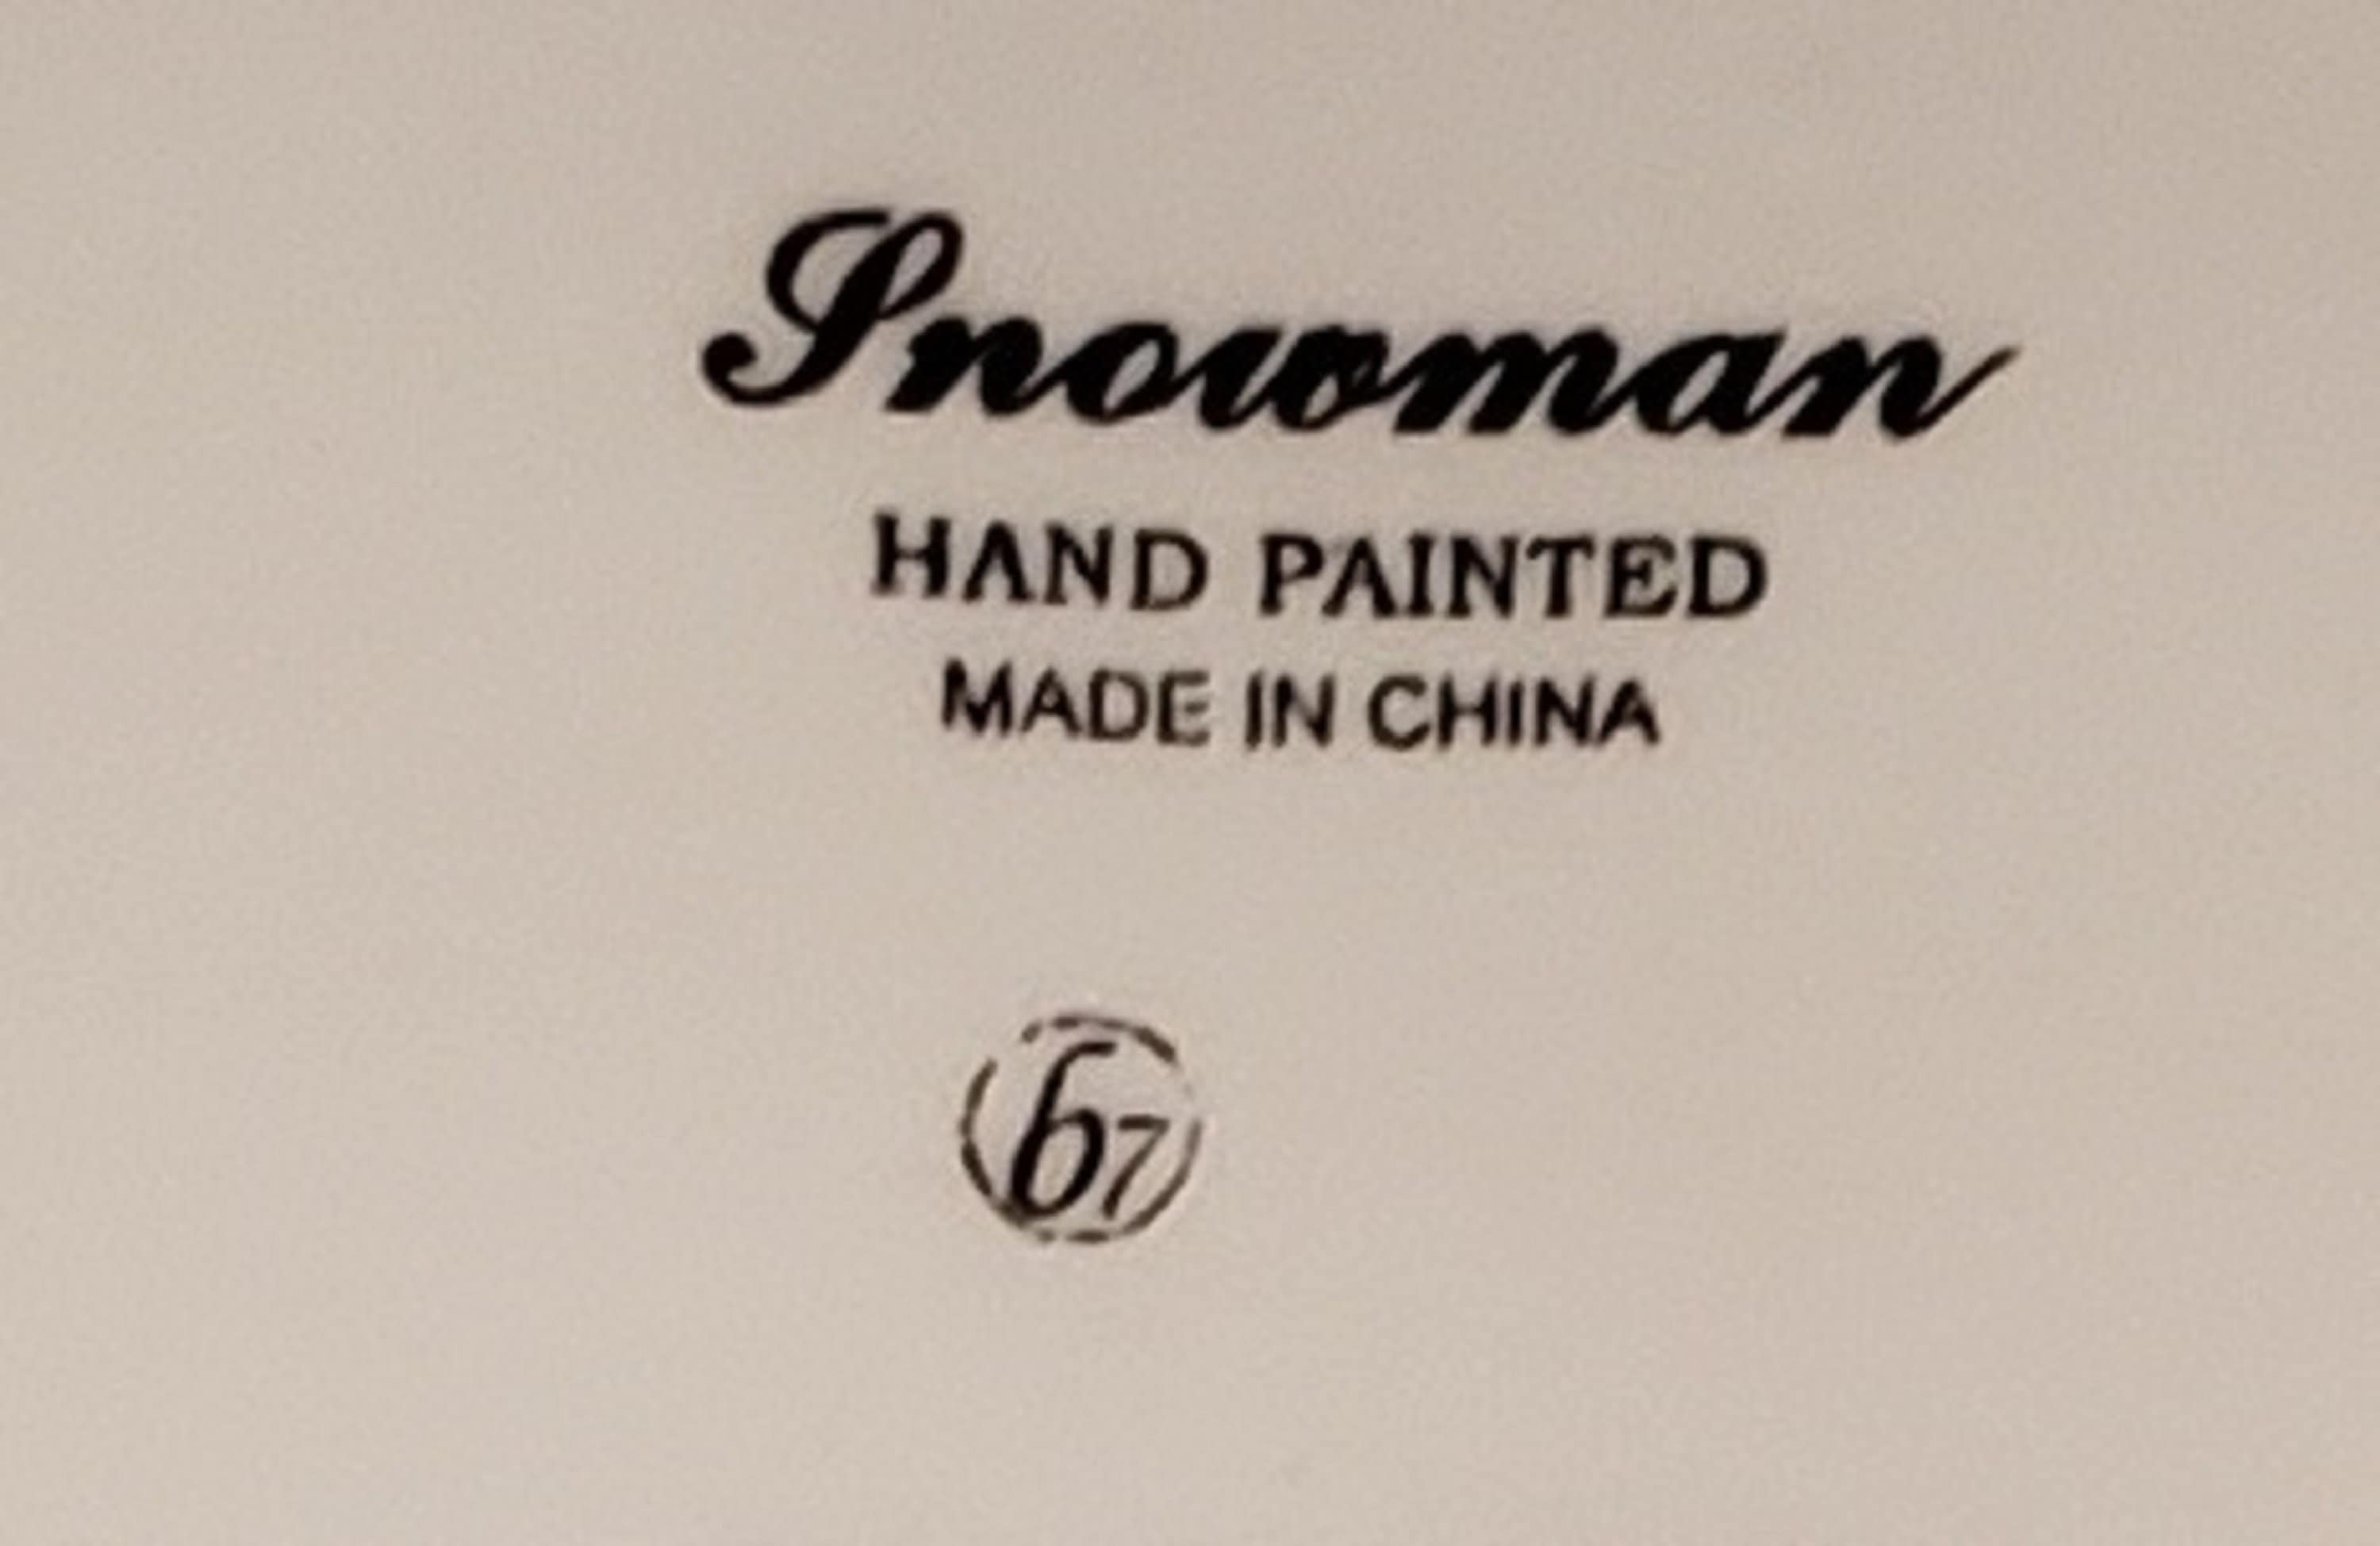 Snowman
HAND PAINTED
MADE IN CHINA
67